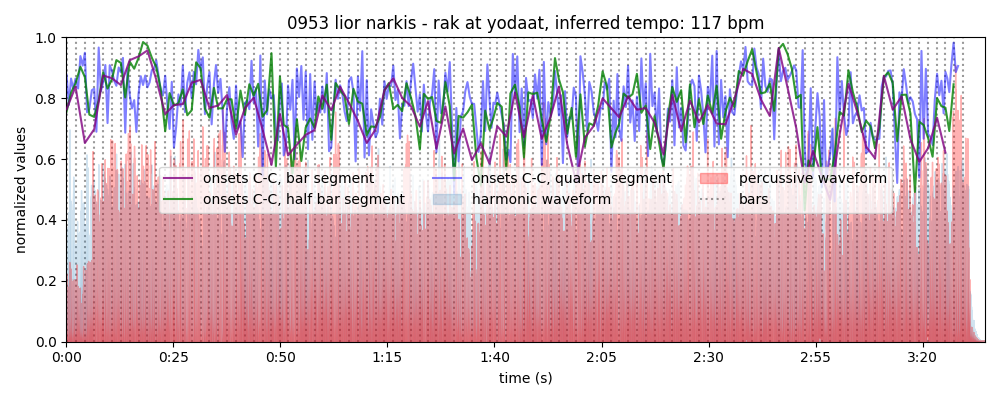 0953 lior narkis - rak at yodaat, inferred tempo: 117 bpm
normalized values
1.0
0.8
0.6
0.4
0.2
0.0
onsets C-C, bar segment
onsets C-C, half bar segment
onsets C-C, quarter segment
harmonic waveform
percussive waveform
bars
0:00 0:25 0:50 1:15 1:40 2:05 2:30 2:55 3:20
time (s)